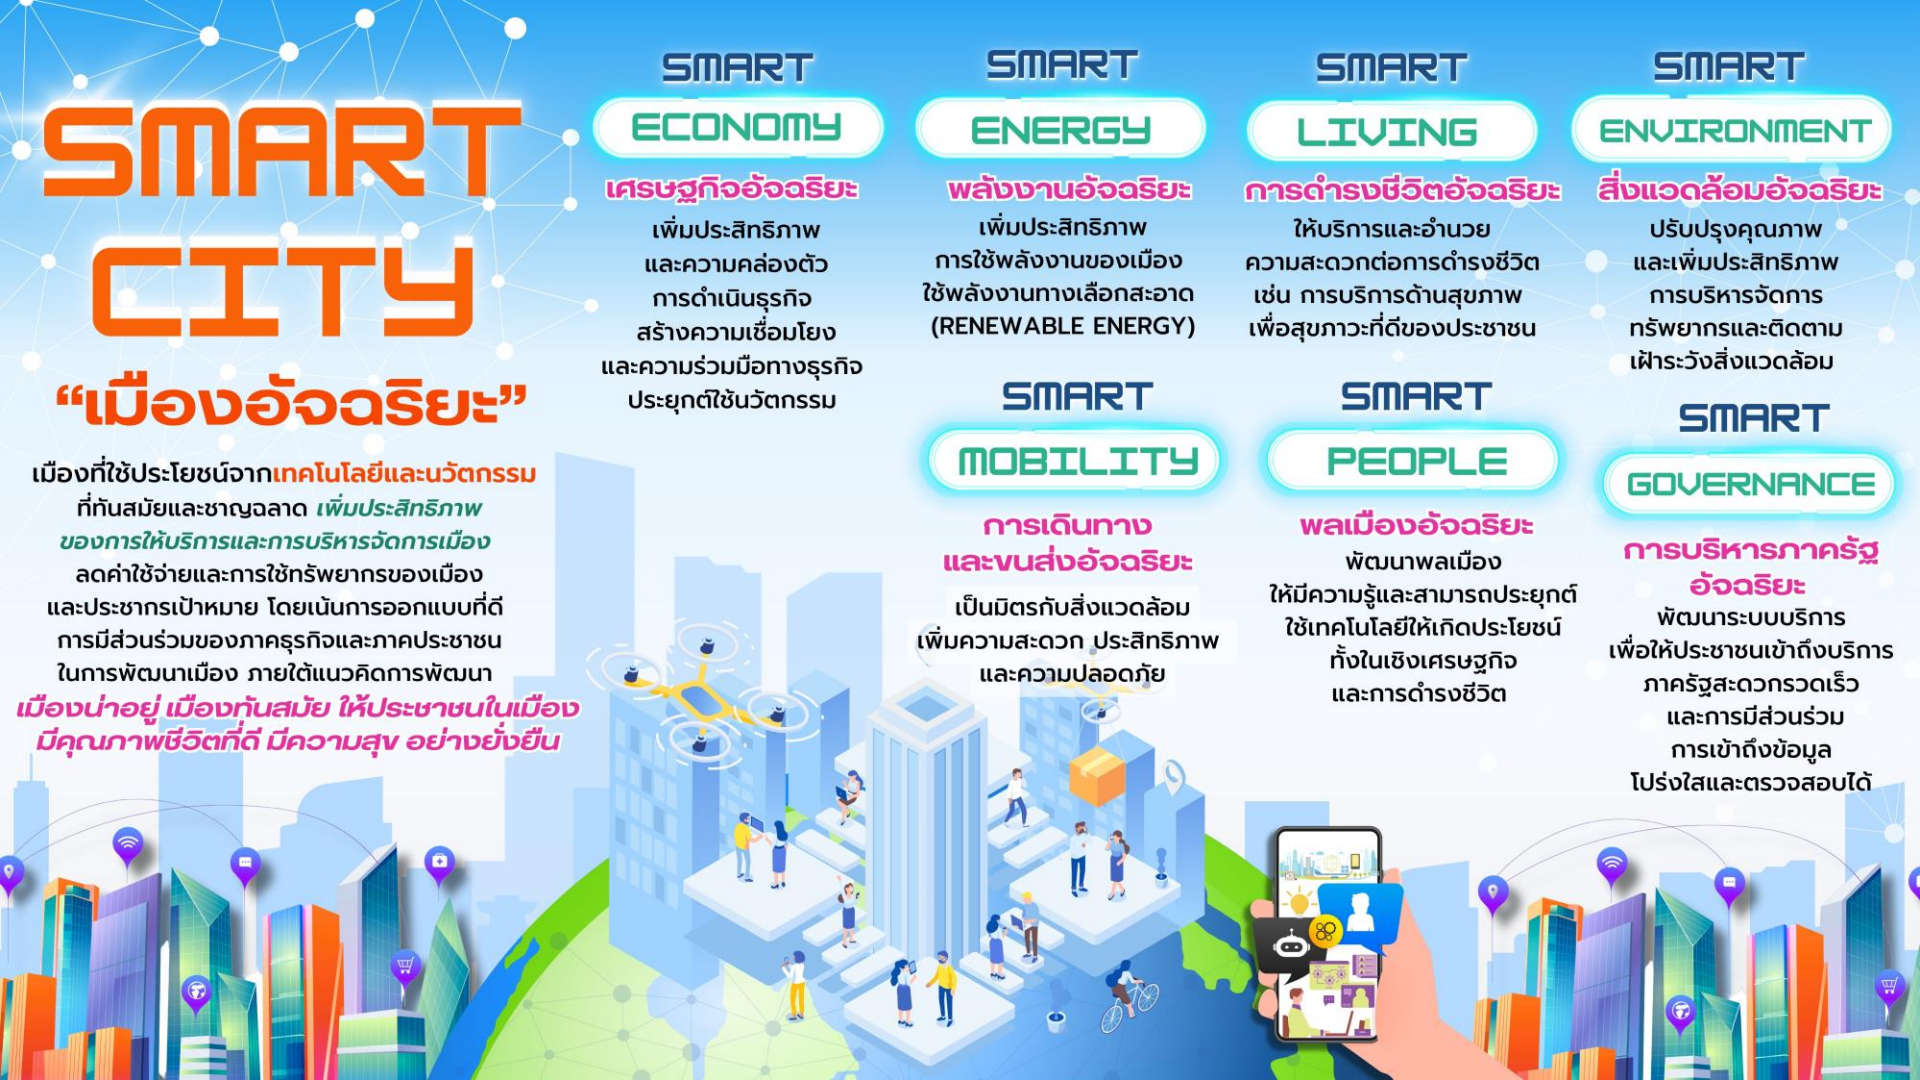 SMART
CITY
“เมืองอัจฉริยะ”
เมืองที่ใช้ประโยชน์จากเทคโนโลยีและนวัตกรรม
ที่ทันสมัยและชาญฉลาด เพิ่มประสิทธิภาพ
ของการให้บริการและการบริหารจัดการเมือง
ลดค่าใช้จ่ายและการใช้ทรัพยากรของเมือง
และประชากรเป้าหมาย โดยเน้นการออกแบบที่ดี
การมีส่วนร่วมของภาคธุรกิจและภาคประชาชน
ในการพัฒนาเมือง ภายใต้แนวคิดการพัฒนา
เมืองน่าอยู่ เมืองทันสมัย ให้ประชาชนในเมือง
มีคุณภาพชีวิตที่ดี มีความสุข อย่างยั่งยืน
SMART
ECONOMY
เศรษฐกิจอัจฉริยะ
เพิ่มประสิทธิภาพ
และความคล่องตัว
การดำเนินธุรกิจ
สร้างความเชื่อมโยง
และความร่วมมือทางธุรกิจ
ประยุกต์ใช้นวัตกรรม
SMART
ENERGY
พลังงานอัจฉริยะ
เพิ่มประสิทธิภาพ
การใช้พลังงานของเมือง
ใช้พลังงานทางเลือกสะอาด
(RENEWABLE ENERGY)
SMART
LIVING
การดำรงชีวิตอัจฉริยะ
ให้บริการและอำนวย
ความสะดวกต่อการดำรงชีวิต
เช่น การบริการด้านสุขภาพ
เพื่อสุขภาวะที่ดีของประชาชน
SMART
ENVIRONMENT
สิ่งแวดล้อมอัจฉริยะ
ปรับปรุงคุณภาพ
และเพิ่มประสิทธิภาพ
การบริหารจัดการ
ทรัพยากรและติดตาม
เฝ้าระวังสิ่งแวดล้อม
SMART
MOBILITY
การเดินทาง
และขนส่งอัจฉริยะ
เป็นมิตรกับสิ่งแวดล้อม
เพิ่มความสะดวก ประสิทธิภาพ
และความปลอดภัย
SMART
PEOPLE
พลเมืองอัจฉริยะ
พัฒนาพลเมือง
ให้มีความรู้และสามารถประยุกต์
ใช้เทคโนโลยีให้เกิดประโยชน์
ทั้งในเชิงเศรษฐกิจ
และการดำรงชีวิต
SMART
GOVERNANCE
การบริหารภาครัฐ
อัจฉริยะ
พัฒนาระบบบริการ
เพื่อให้ประชาชนเข้าถึงบริการ
ภาครัฐสะดวกรวดเร็ว
และการมีส่วนร่วม
การเข้าถึงข้อมูล
โปร่งใสและตรวจสอบได้